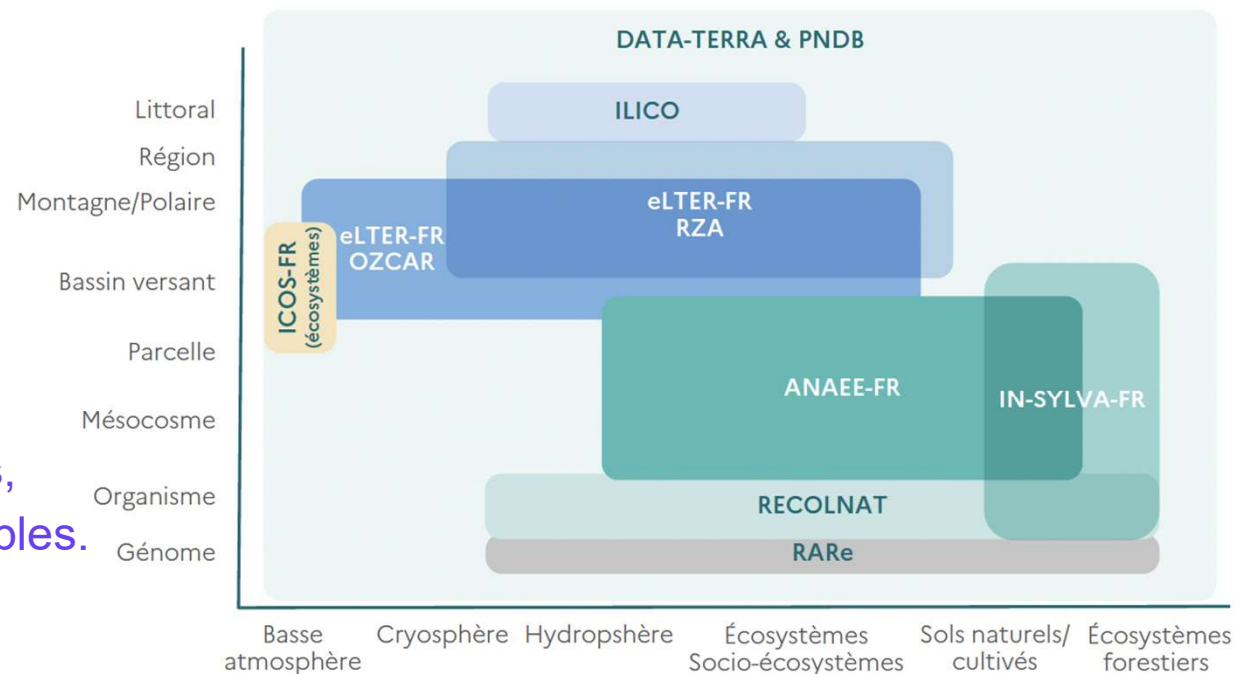 DATA-TERRA & PNDB
Littoral
Région
Montagne/Polaire
Bassin versant
Parcelle
Mésocosme
Organisme
Génome
ILICO
eLTER-FR
RZA
eLTER-FR
OZCAR
ICOS-FR
(écosystèmes)
ANAEE-FR
IN-SYLVA-FR
RECOLNAT
RARe
Basse
atmosphère
Cryosphère
Hydropshère
Écosystèmes
Socio-écosystèmes
Sols naturels/
cultivés
Écosystèmes
forestiers